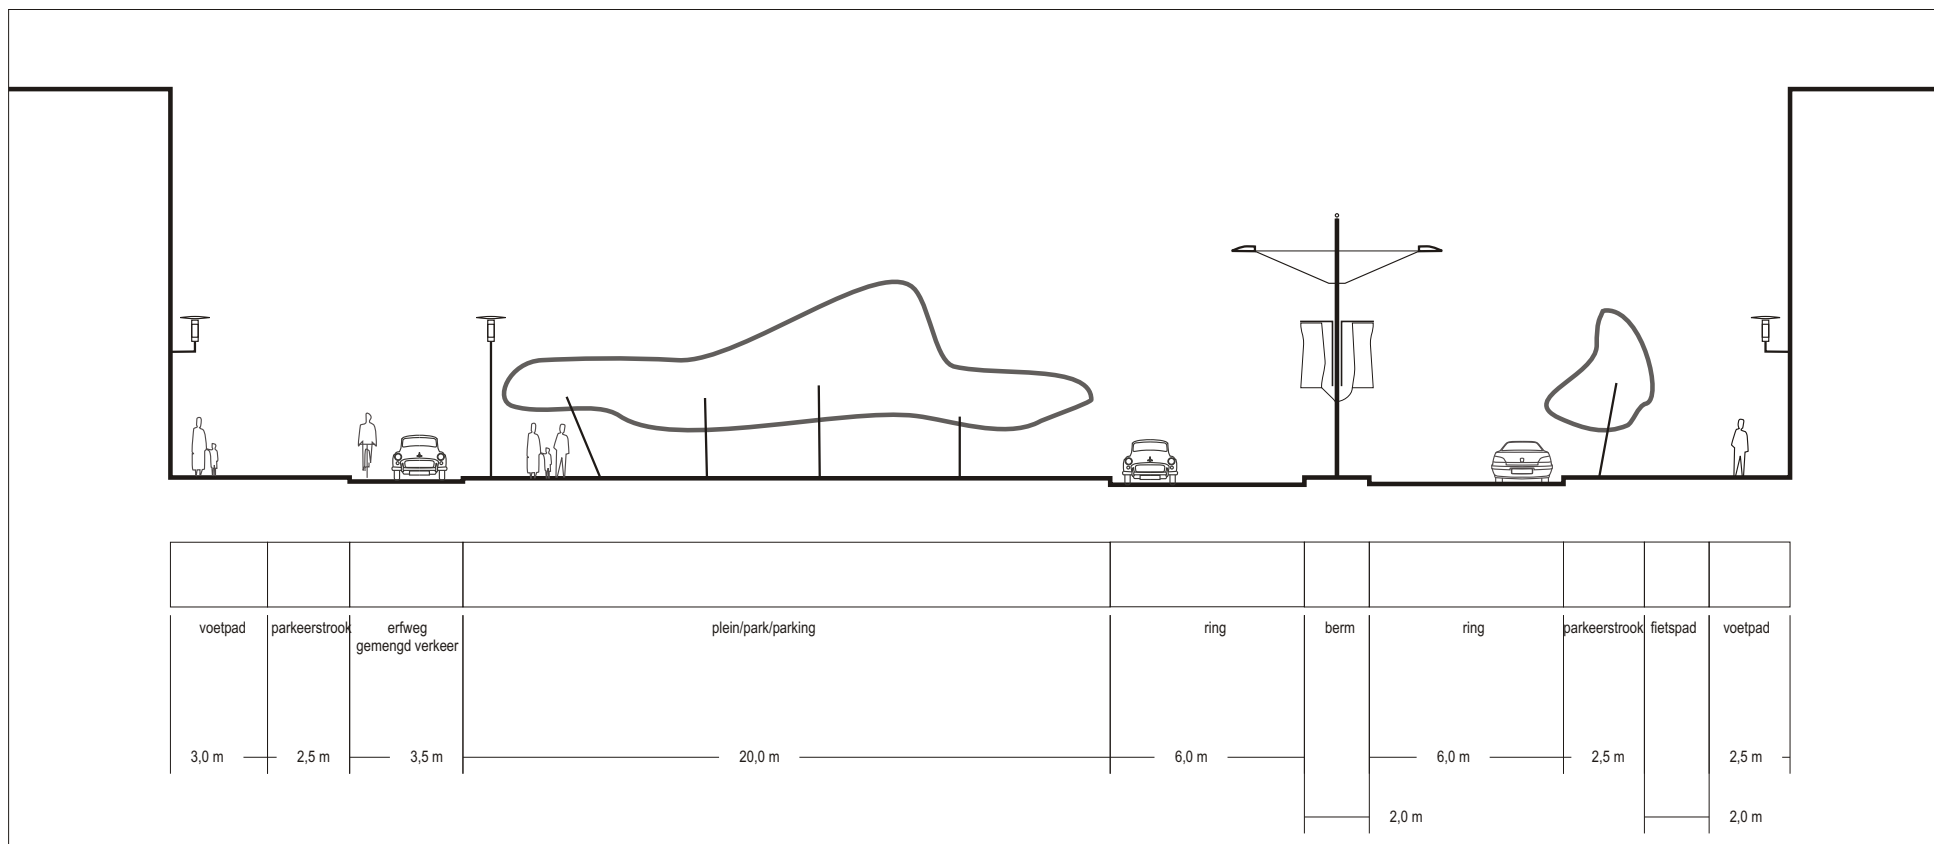 voetpad parkeerstrook erfweg plein/park/parking ring berm ring parkeerstrook fietspad voetpad
gemengd verkeer
3,0 m 2,5 m 3,5 m 20,0 m 6,0 m 6,0 m 2,5 m 2,5 m
2,0 m 2,0 m